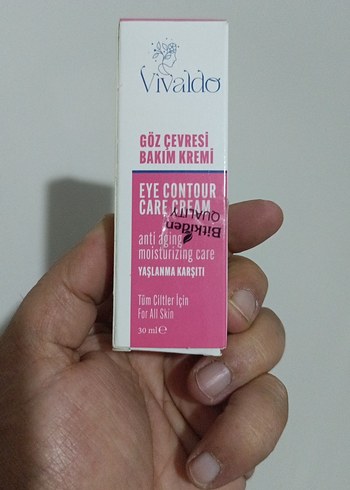 Vivaldo
GÖZ ÇEVRESİ
BAKIM KREMİ
EYE CONTOUR
CARE CREAM
Bitkiden
QUALITY
anti aging
moisturizing care
YAŞLANMA KARŞITI
Tüm Ciltler İçin
For All Skin
30 ml ℮